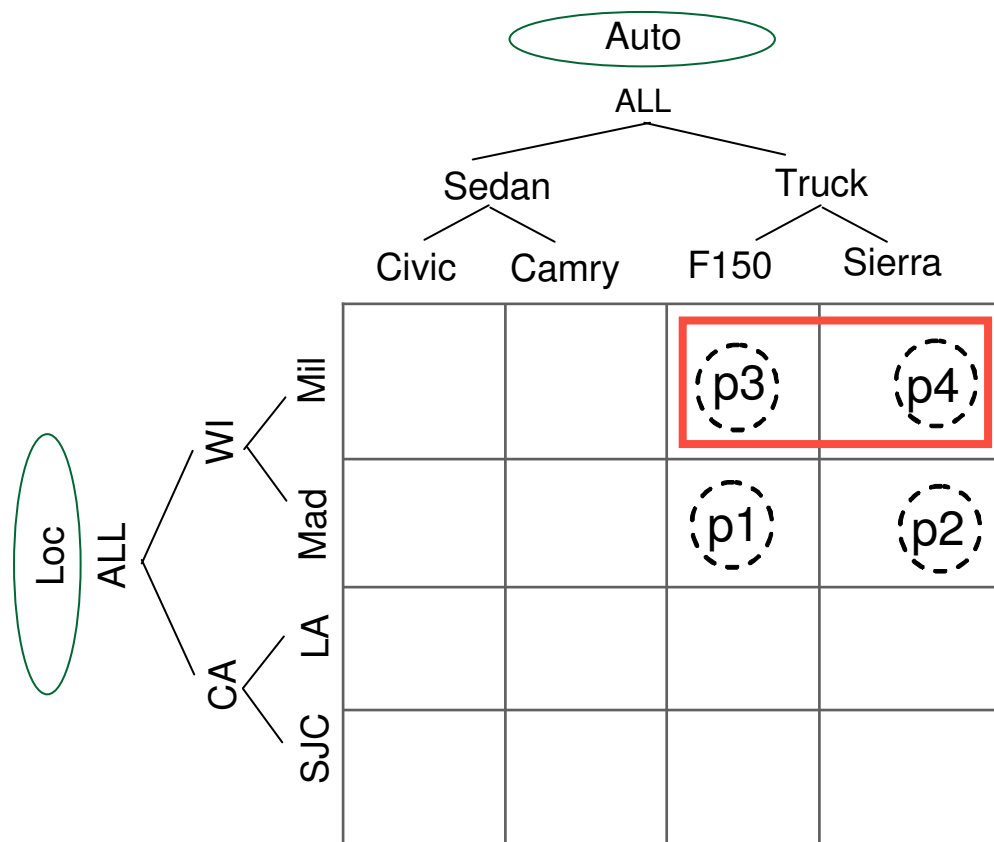 Auto
ALL
Sedan
Truck
Civic
Camry
F150
Sierra
Loc
ALL
WI
CA
Mil
Mad
LA
SJC
p3
p4
p1
p2